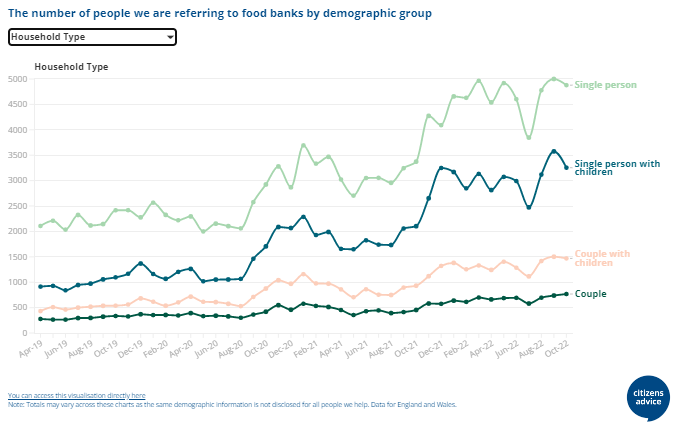 The number of people we are referring to food banks by demographic group
Household Type
Household Type
5000
4500
4000
3500
3000
2500
2000
1500
1000
500
0
Single person
Single person with
children
Couple with
children
Couple
Apr-19
Jun-19
Aug-19
Oct-19
Dec-19
Feb-20
Apr-20
Jun-20
Aug-20
Oct-20
Dec-20
Feb-21
Apr-21
Jun-21
Aug-21
Oct-21
Dec-21
Feb-22
Apr-22
Jun-22
Aug-22
Oct-22
You can access this visualisation directly here
Note: Totals may vary across these charts as the same demographic information is not disclosed for all people we help. Data for England and Wales.
citizens
advice